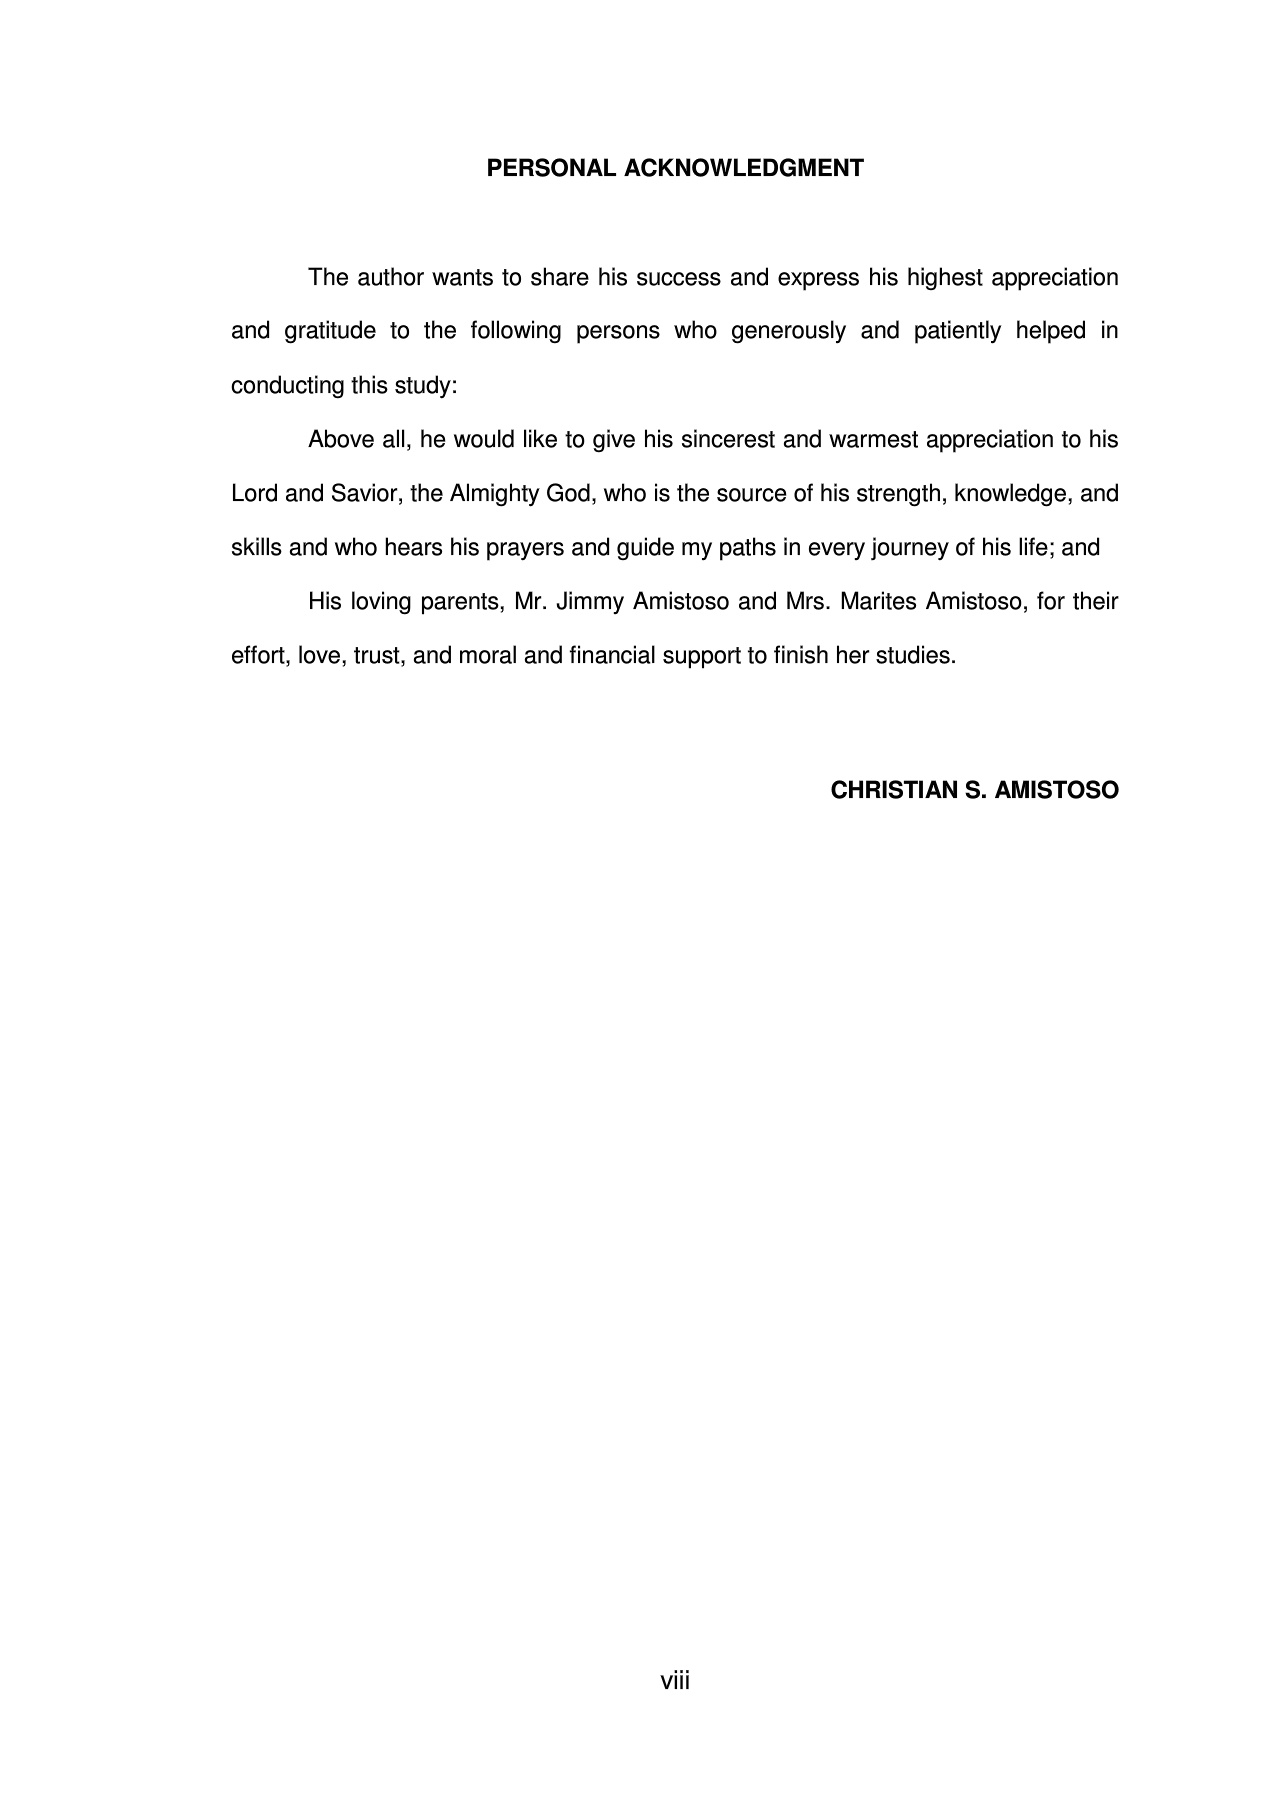 PERSONAL ACKNOWLEDGMENT
The author wants to share his success and express his highest appreciation
and gratitude to the following persons who generously and patiently helped in
conducting this study:
Above all, he would like to give his sincerest and warmest appreciation to his
Lord and Savior, the Almighty God, who is the source of his strength, knowledge, and
skills and who hears his prayers and guide my paths in every journey of his life; and
His loving parents, Mr. Jimmy Amistoso and Mrs. Marites Amistoso, for their
effort, love, trust, and moral and financial support to finish her studies.
CHRISTIAN S. AMISTOSO
viii